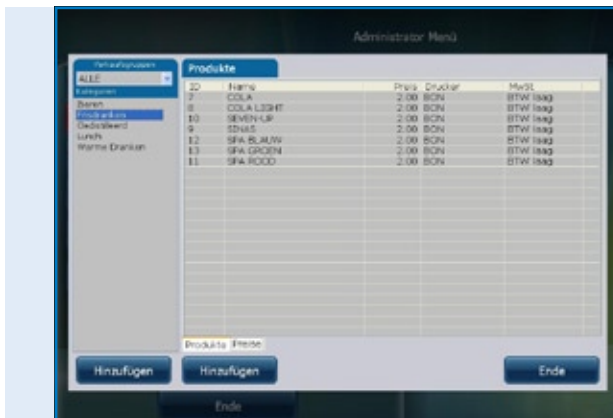 Administrator Menü
Verkaufsgruppen
ALLE
Kategorien
Bieren
Frisdranken
Gedistilleerd
Lunch
Warme Dranken
Produkte
ID Name Preis Drucker MwSt
7 COLA 2.00 BON BTW laag
8 COLA LIGHT 2.00 BON BTW laag
10 SEVEN-UP 2.00 BON BTW laag
9 SINAS 2.00 BON BTW laag
12 SPA BLAUW 2.00 BON BTW laag
13 SPA GROEN 2.00 BON BTW laag
11 SPA ROOD 2.00 BON BTW laag
Produkte Preise
Hinzufügen Hinzufügen Ende
Ende